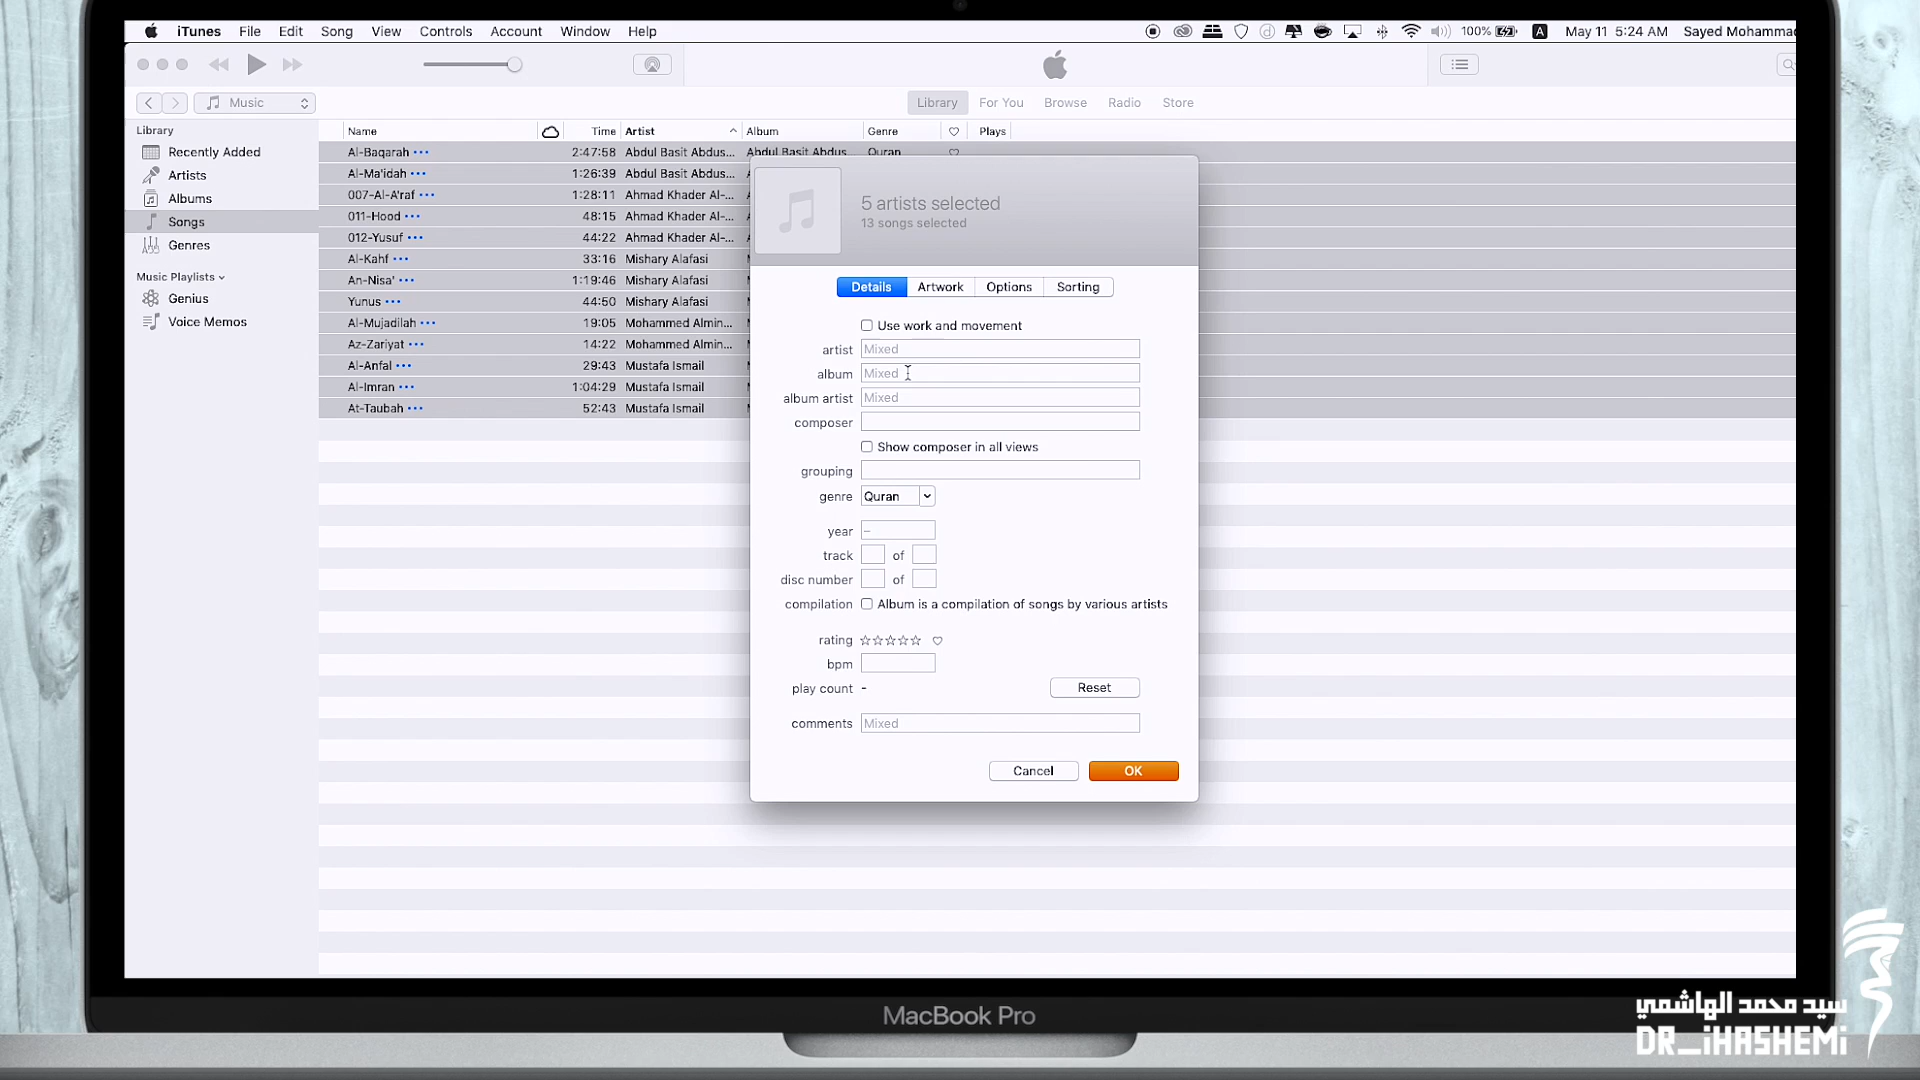 iTunes File Edit Song View Controls Account Window Help 100% A May 11 5:24 AM Sayed Mohammad
Music Library For You Browse Radio Store
Library
Recently Added
Artists
Albums
Songs
Genres
Music Playlists
Genius
Voice Memos
Name Time Artist Album Genre Plays
Al-Baqarah ••• 2:47:58 Abdul Basit Abdus... Abdul Basit Abdus Quran
Al-Ma'idah ••• 1:26:39 Abdul Basit Abdus...
007-Al-A'raf ••• 1:28:11 Ahmad Khader Al-...
011-Hood ••• 48:15 Ahmad Khader Al-...
012-Yusuf ••• 44:22 Ahmad Khader Al-...
Al-Kahf ••• 33:16 Mishary Alafasi
An-Nisa' ••• 1:19:46 Mishary Alafasi
Yunus ••• 44:50 Mishary Alafasi
Al-Mujadilah ••• 19:05 Mohammed Almin...
Az-Zariyat ••• 14:22 Mohammed Almin...
Al-Anfal ••• 29:43 Mustafa Ismail
Al-Imran ••• 1:04:29 Mustafa Ismail
At-Taubah ••• 52:43 Mustafa Ismail
5 artists selected
13 songs selected
Details Artwork Options Sorting
Use work and movement
artist Mixed
album Mixed
album artist Mixed
composer
Show composer in all views
grouping
genre Quran
year –
track of
disc number of
compilation Album is a compilation of songs by various artists
rating
bpm
play count - Reset
comments Mixed
Cancel OK
MacBook Pro
سيد محمد الهاشمي
DR_iHASHEMi